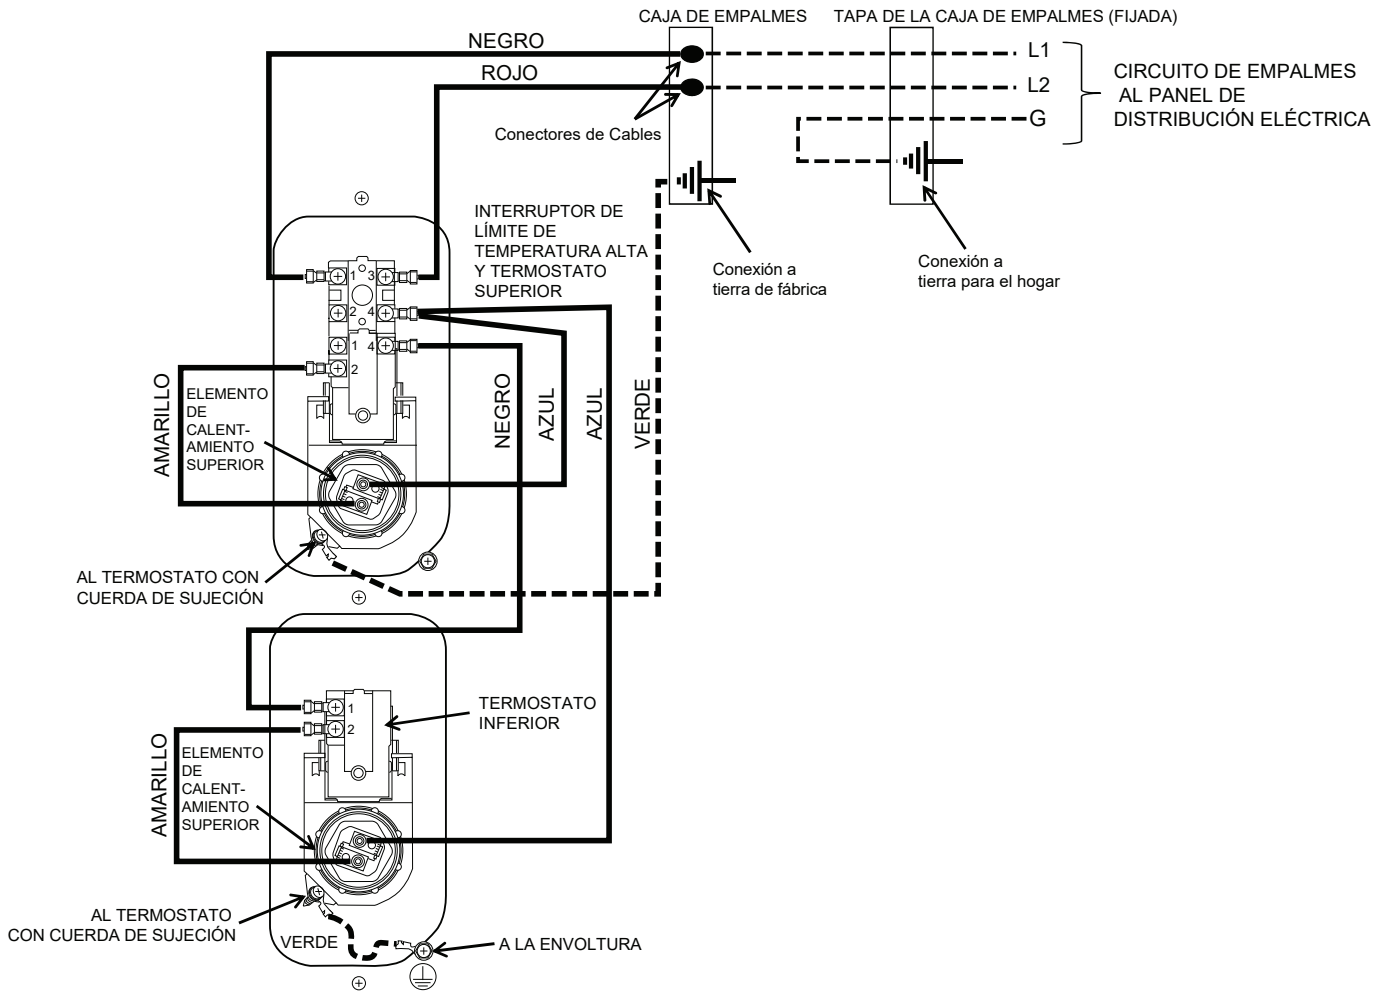 CAJA DE EMPALMES
TAPA DE LA CAJA DE EMPALMES (FIJADA)
NEGRO
L1
ROJO
L2
G
CIRCUITO DE EMPALMES
AL PANEL DE
DISTRIBUCIÓN ELÉCTRICA
Conectores de Cables
INTERRUPTOR DE
LÍMITE DE
TEMPERATURA ALTA
Y TERMOSTATO
SUPERIOR
Conexión a
tierra de fábrica
Conexión a
tierra para el hogar
1 3
2 4
1 4
2
AMARILLO
ELEMENTO
DE
CALENT-
AMIENTO
SUPERIOR
NEGRO
AZUL
AZUL
VERDE
AL TERMOSTATO CON
CUERDA DE SUJECIÓN
1
2
TERMOSTATO
INFERIOR
AMARILLO
ELEMENTO
DE
CALENT-
AMIENTO
SUPERIOR
AL TERMOSTATO
CON CUERDA DE SUJECIÓN
VERDE
A LA ENVOLTURA